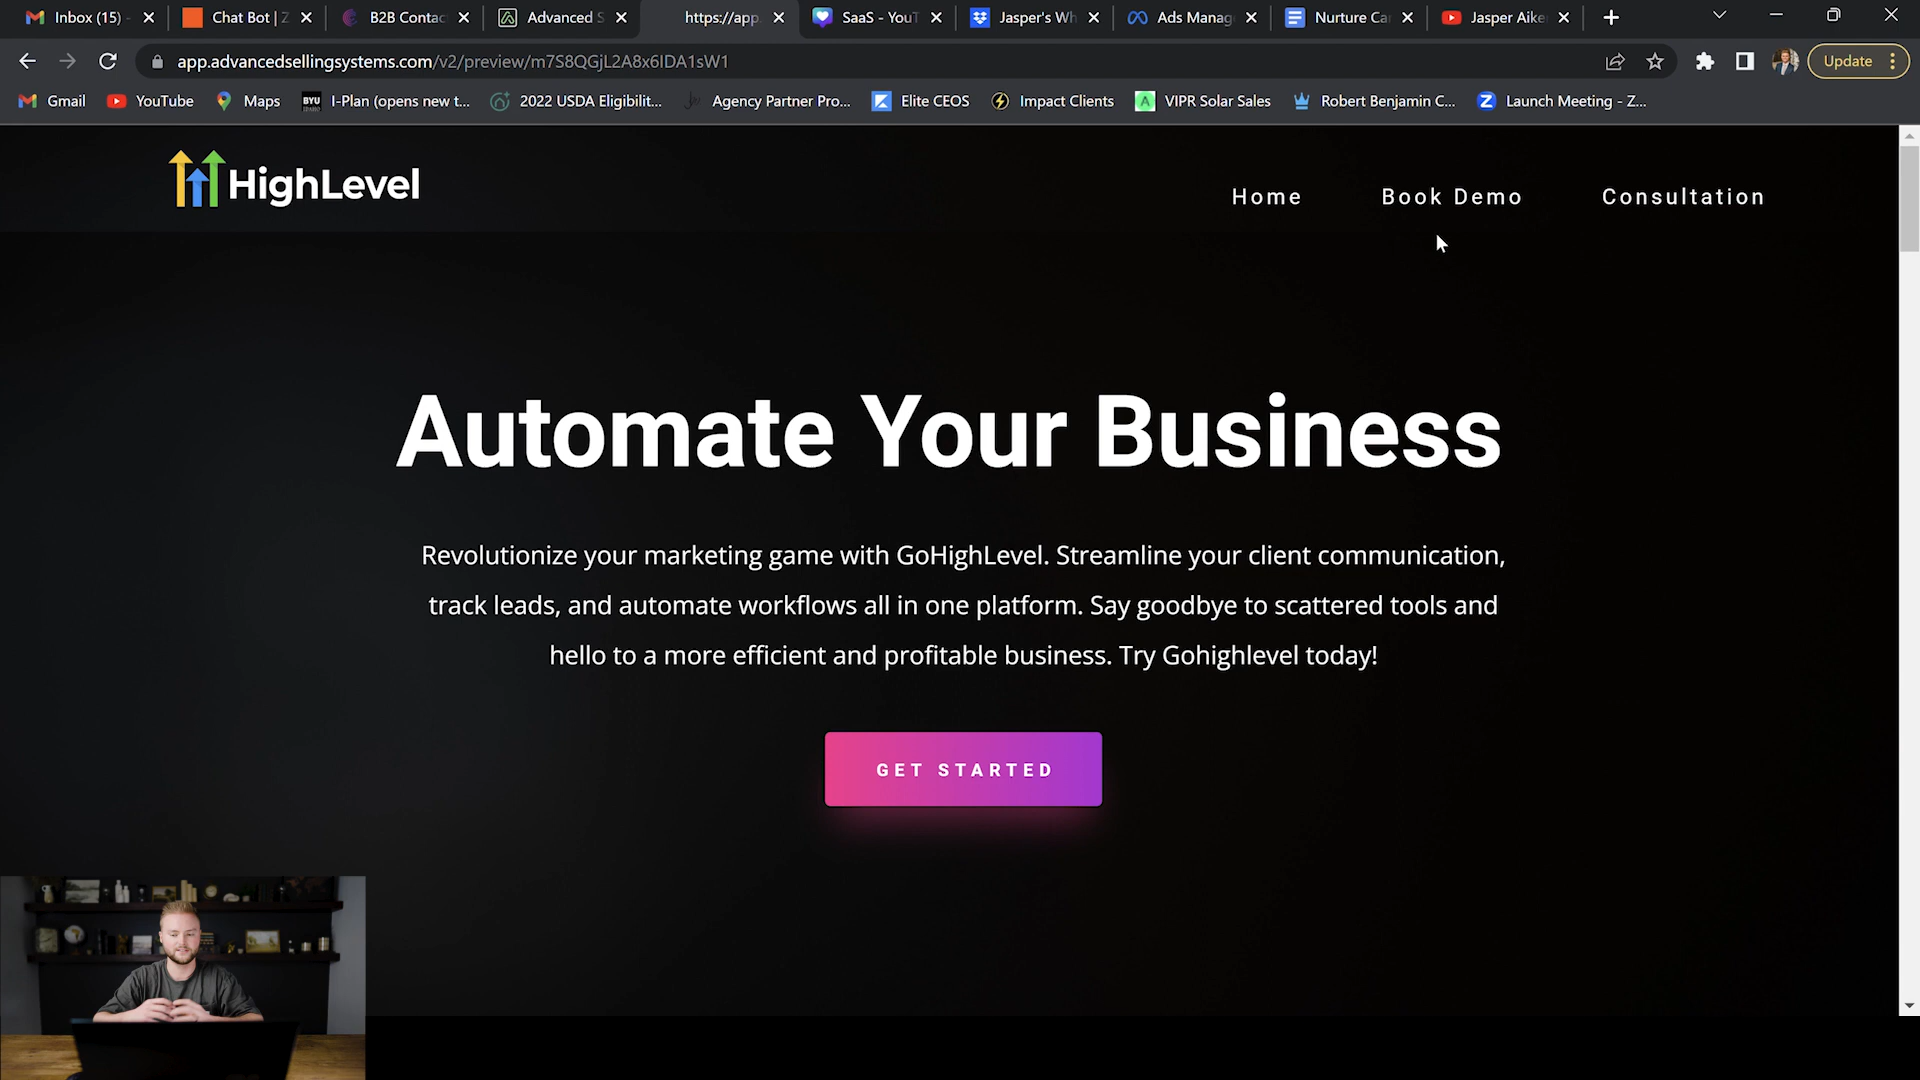 Inbox (15)
Chat Bot | Z
B2B Contac
Advanced S
https://app.
SaaS - YouT
Jasper's Wh
Ads Manag
Nurture Ca
Jasper Aike
app.advancedsellingsystems.com/v2/preview/m7S8QGjL2A8x6IDA1sW1
Update
Gmail
YouTube
Maps
BYU
I-Plan (opens new t...
2022 USDA Eligibilit...
Agency Partner Pro...
Elite CEOS
Impact Clients
VIPR Solar Sales
Robert Benjamin C...
Launch Meeting - Z...
HighLevel
Home
Book Demo
Consultation
Automate Your Business
Revolutionize your marketing game with GoHighLevel. Streamline your client communication,
track leads, and automate workflows all in one platform. Say goodbye to scattered tools and
hello to a more efficient and profitable business. Try Gohighlevel today!
GET STARTED